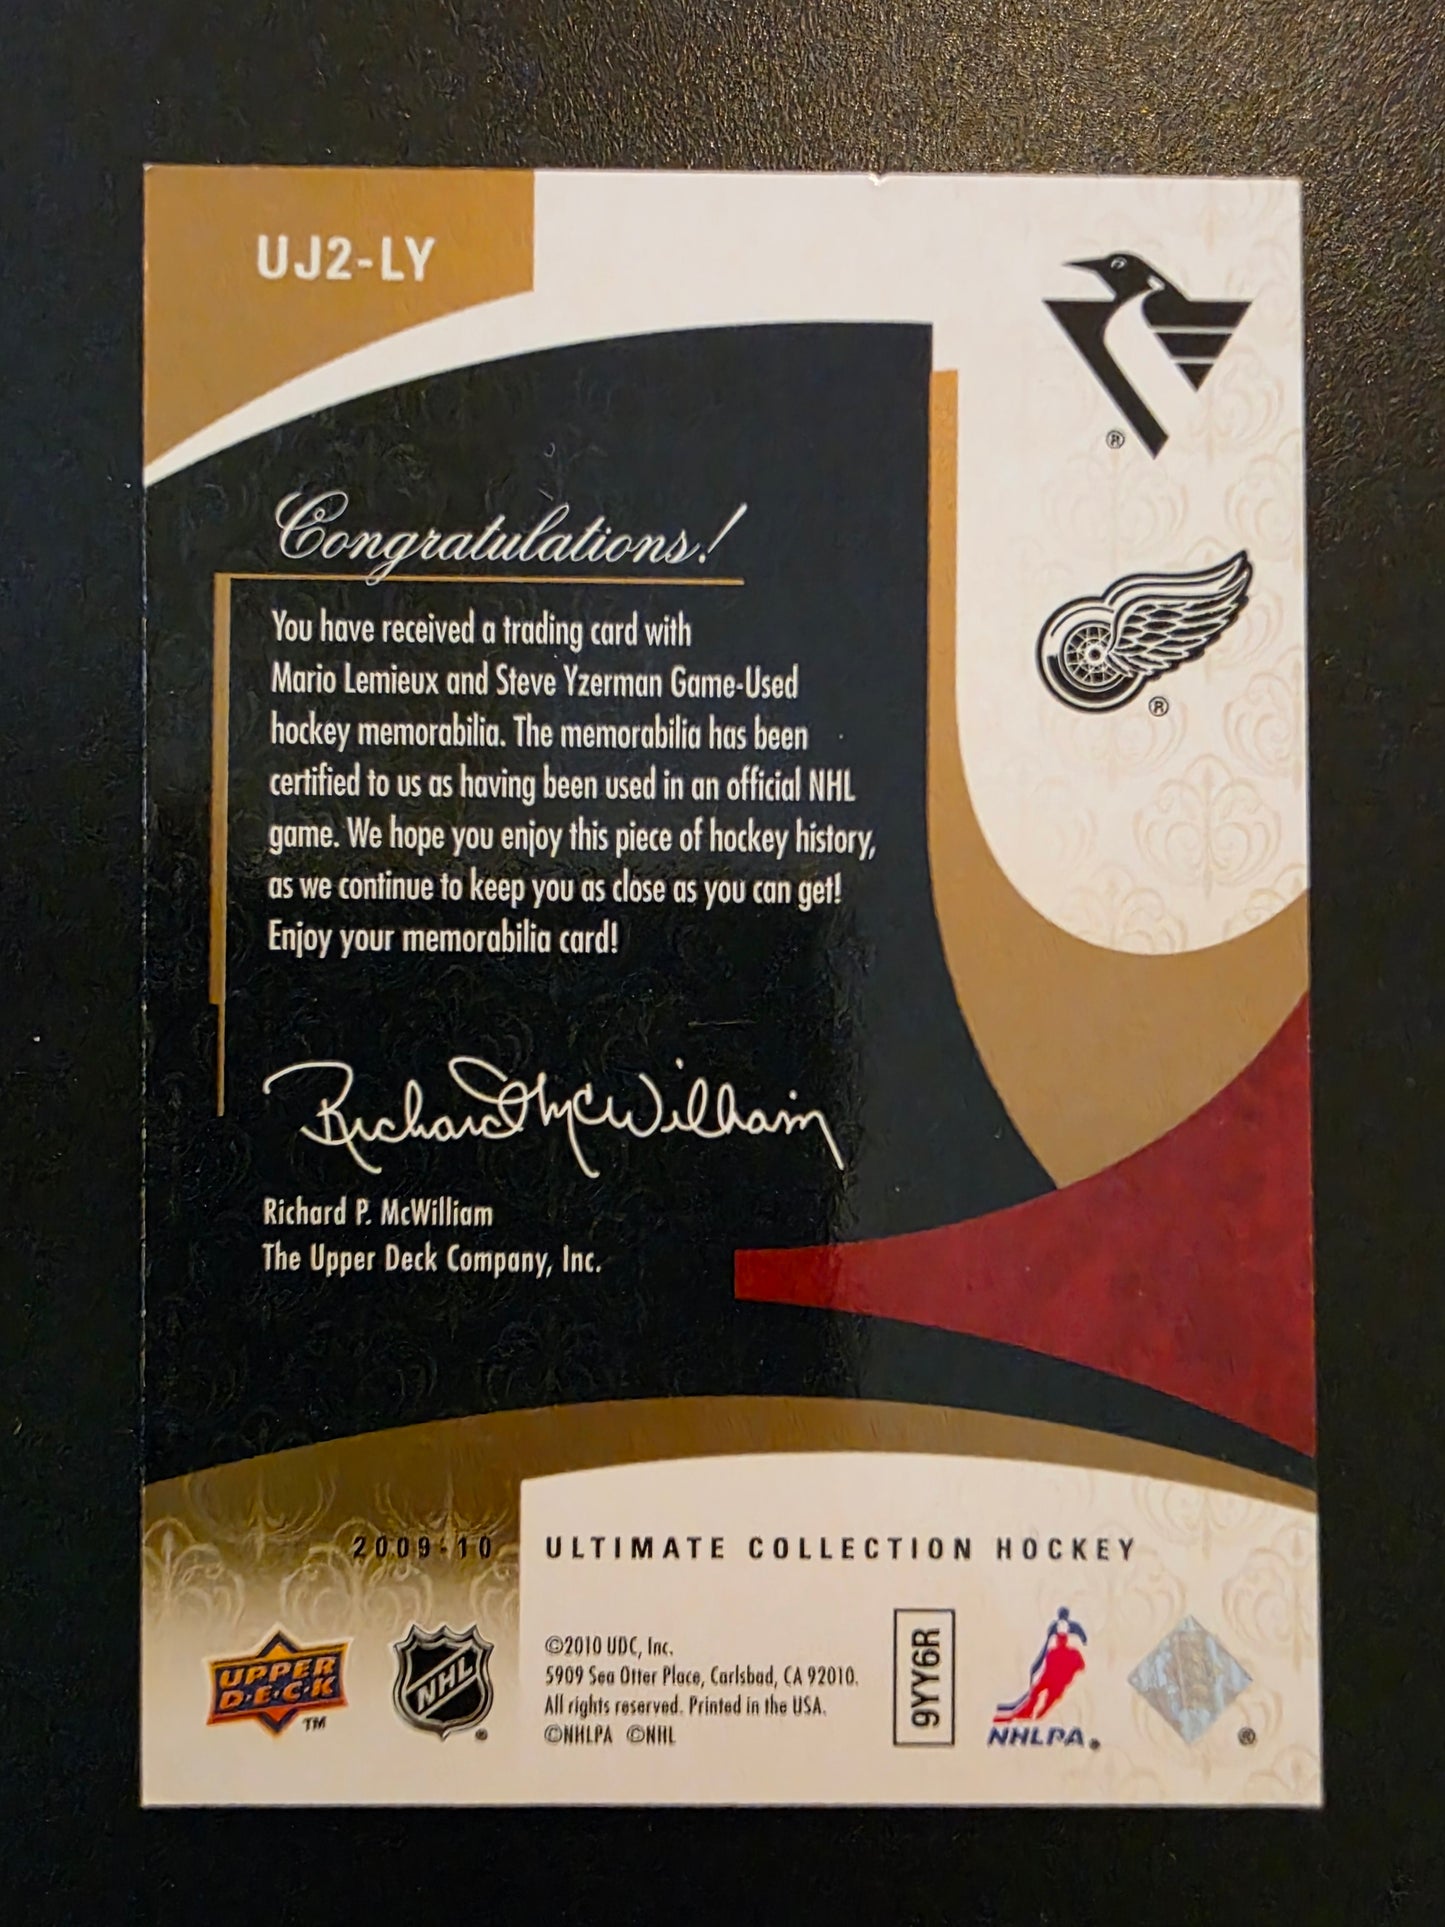 UJ2-LY
®
®
Congratulations!
You have received a trading card with
Mario Lemieux and Steve Yzerman Game-Used
hockey memorabilia. The memorabilia has been
certified to us as having been used in an official NHL
game. We hope you enjoy this piece of hockey history,
as we continue to keep you as close as you can get!
Enjoy your memorabilia card!
Richard McWilliam
Richard P. McWilliam
The Upper Deck Company, Inc.
2009-10 ULTIMATE COLLECTION HOCKEY
UPPER
D·E·C·K
TM
NHL
®
©2010 UDC, Inc.
5909 Sea Otter Place, Carlsbad, CA 92010.
All rights reserved. Printed in the USA.
©NHLPA ©NHL
9YY6R
NHLPA®
®